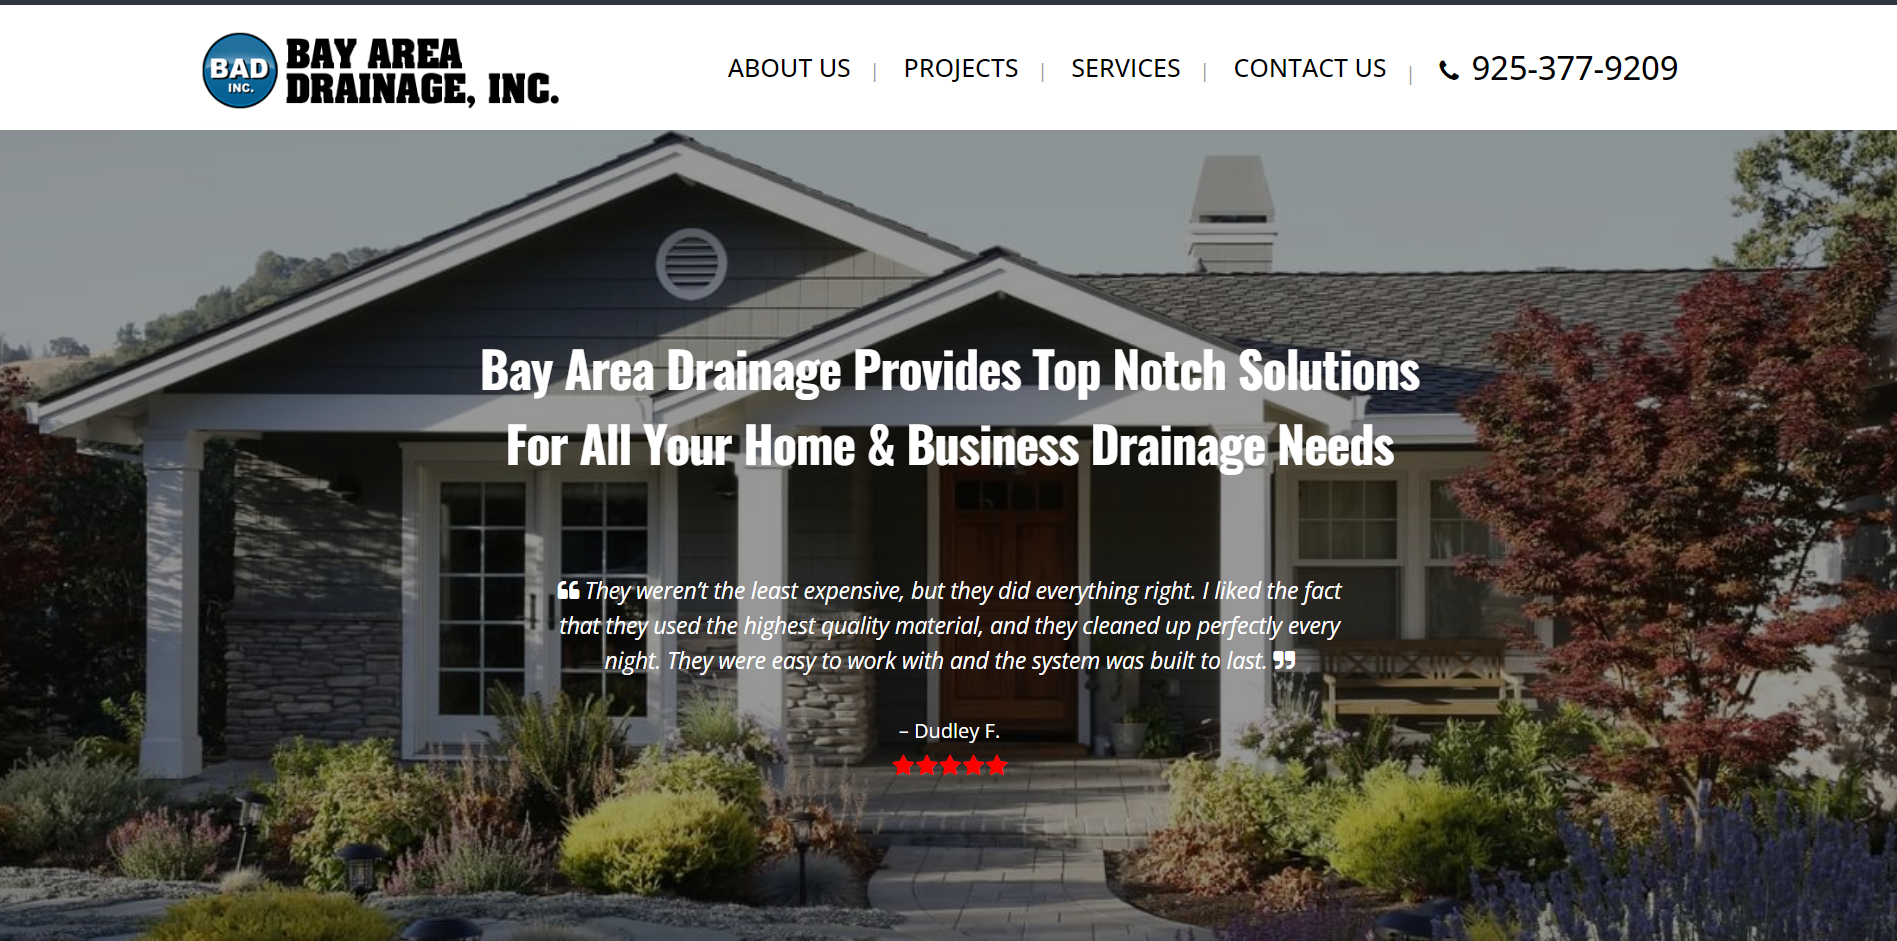 BAD
INC.
BAY AREA
DRAINAGE, INC.
ABOUT US | PROJECTS | SERVICES | CONTACT US | 925-377-9209
Bay Area Drainage Provides Top Notch Solutions
For All Your Home & Business Drainage Needs
❝ They weren’t the least expensive, but they did everything right. I liked the fact
that they used the highest quality material, and they cleaned up perfectly every
night. They were easy to work with and the system was built to last. ❞
– Dudley F.